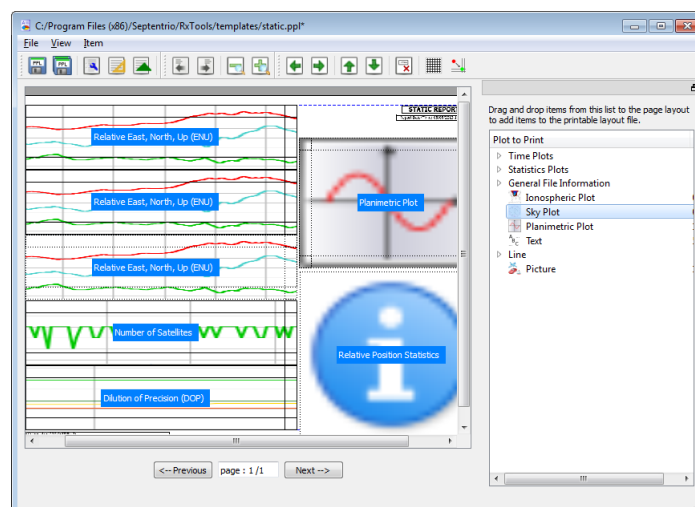 C:/Program Files (x86)/Septentrio/RxTools/templates/static.ppl*
File View Item
STATIC REPOR
Drag and drop items from this list to the page layout
to add items to the printable layout file.
Plot to Print
Time Plots
Statistics Plots
General File Information
Ionospheric Plot
Sky Plot
Planimetric Plot
Text
Line
Picture
Relative East, North, Up (ENU)
Relative East, North, Up (ENU)
Relative East, North, Up (ENU)
Number of Satellites
Dilution of Precision (DOP)
Planimetric Plot
Relative Position Statistics
<-- Previous
page : 1 /1
Next -->